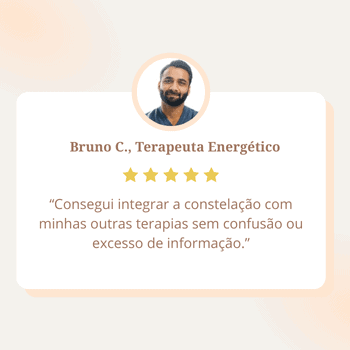 Bruno C., Terapeuta Energético
“Consegui integrar a constelação com
minhas outras terapias sem confusão ou
excesso de informação.”